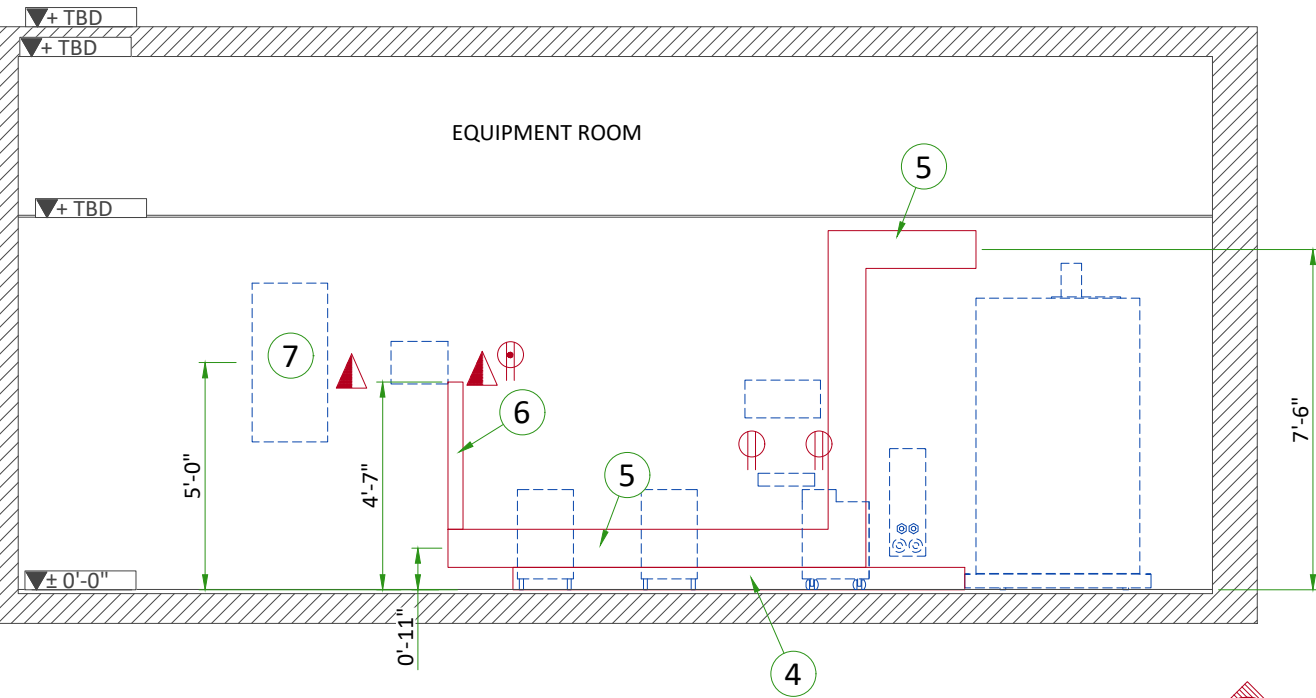 + TBD
+ TBD
EQUIPMENT ROOM
5
+ TBD
7
6
7'-6"
5'-0"
4'-7"
5
± 0'-0"
0'-11"
4